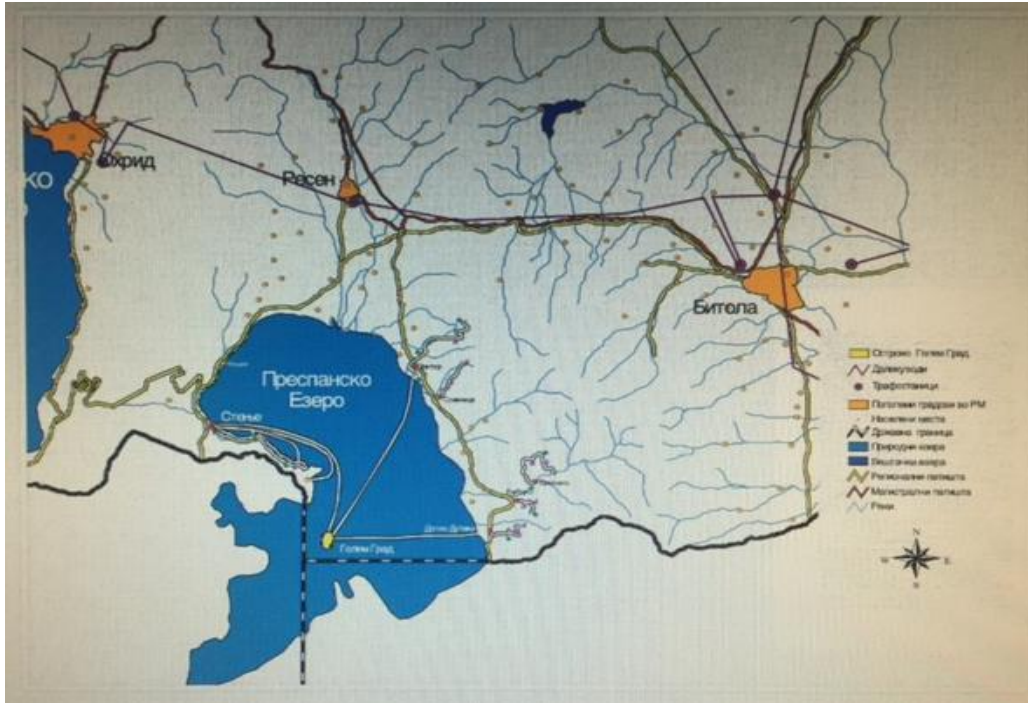 Охрид
КО
Ресен
Битола
Преспанско
Езеро
Стење
Голем Град
Острово Голем Град
Далекуводи
Трафостаници
Поголеми градови во РМ
Населени места
Државна граница
Природни езера
Вештачки езера
Регионални патишта
Магистрални патишта
Реки
N
W
E
S